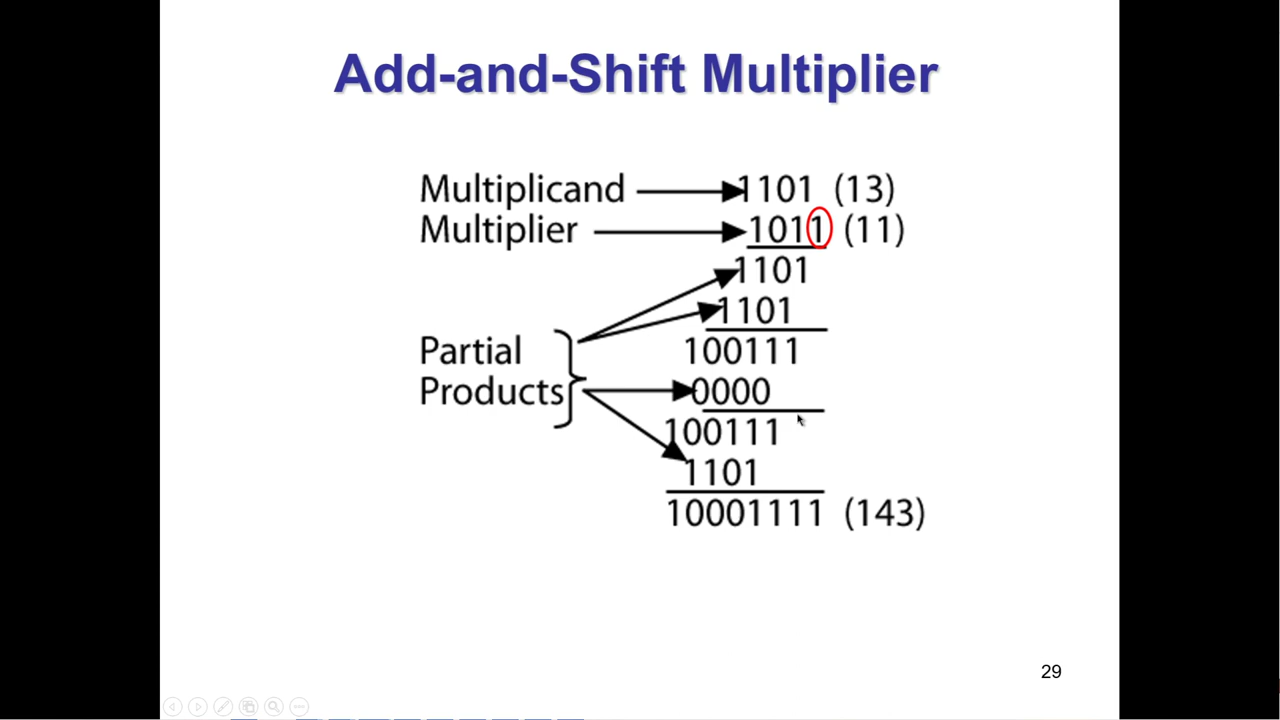 Add-and-Shift Multiplier
Multiplicand 1101 (13)
Multiplier 1011 (11)
1101
1101
Partial 100111
Products 0000
100111
1101
10001111 (143)
29